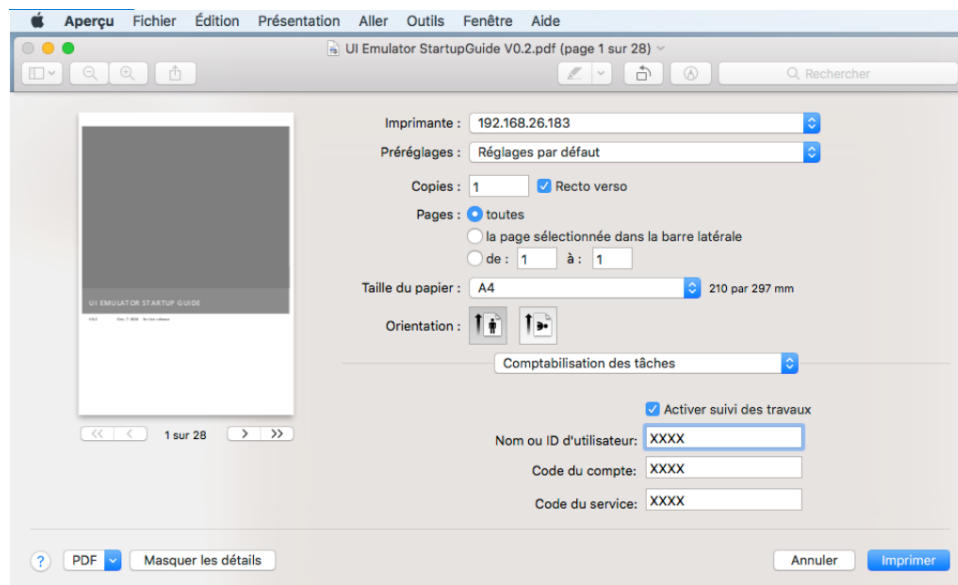 Aperçu Fichier Édition Présentation Aller Outils Fenêtre Aide
UI Emulator StartupGuide V0.2.pdf (page 1 sur 28)
Rechercher
Imprimante : 192.168.26.183
Préréglages : Réglages par défaut
Copies : 1 Recto verso
Pages : toutes
la page sélectionnée dans la barre latérale
de : 1 à : 1
Taille du papier : A4 210 par 297 mm
UI EMULATOR STARTUP GUIDE
Orientation :
Comptabilisation des tâches
Activer suivi des travaux
1 sur 28
Nom ou ID d'utilisateur: XXXX
Code du compte: XXXX
Code du service: XXXX
? PDF Masquer les détails Annuler Imprimer